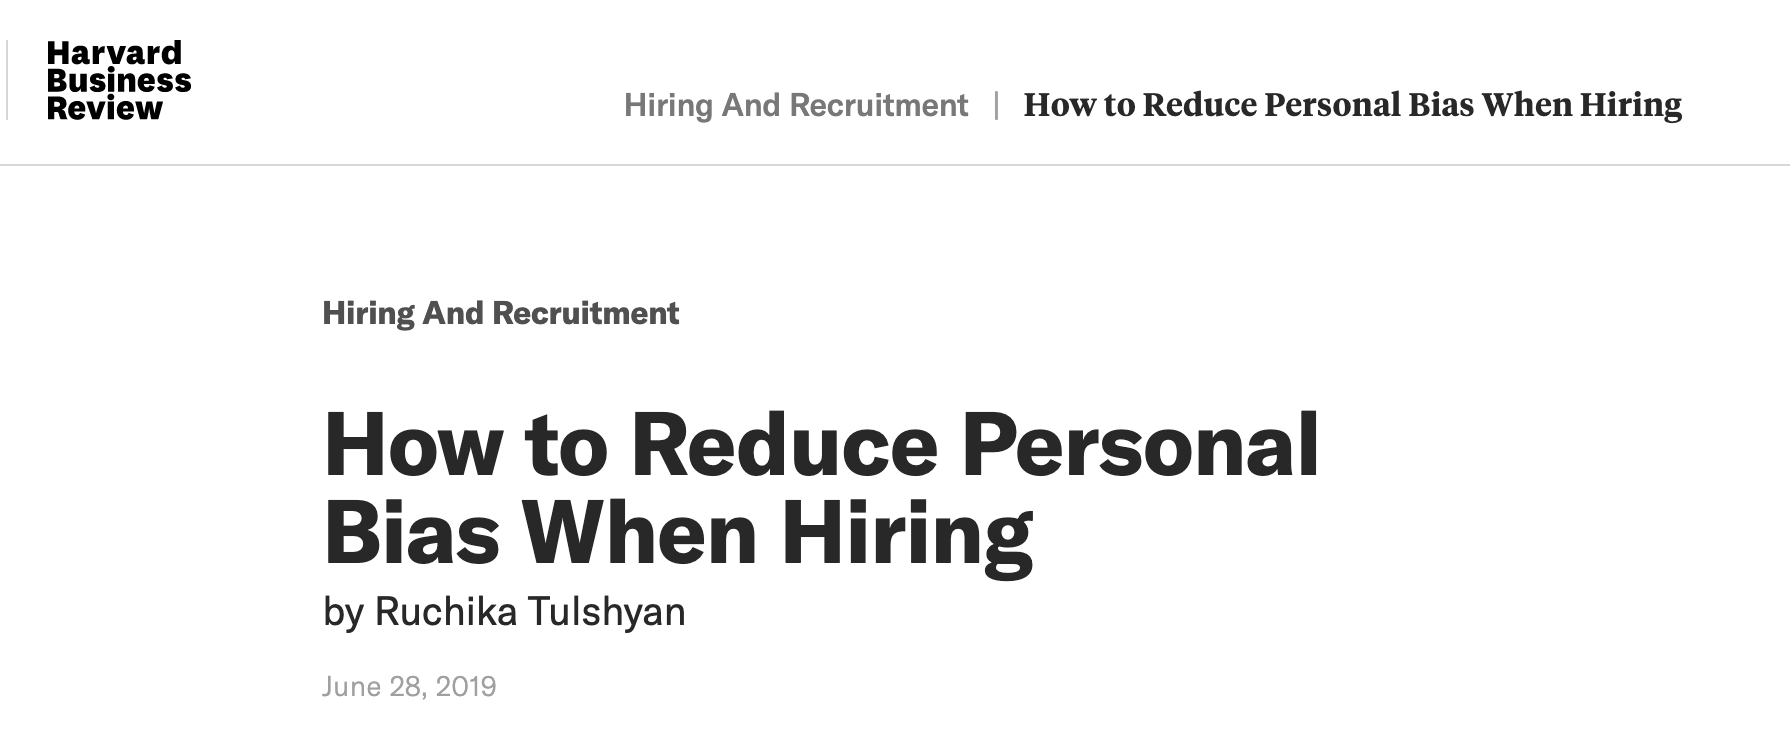 Harvard
Business
Review
Hiring And Recruitment | How to Reduce Personal Bias When Hiring
Hiring And Recruitment
How to Reduce Personal
Bias When Hiring
by Ruchika Tulshyan
June 28, 2019